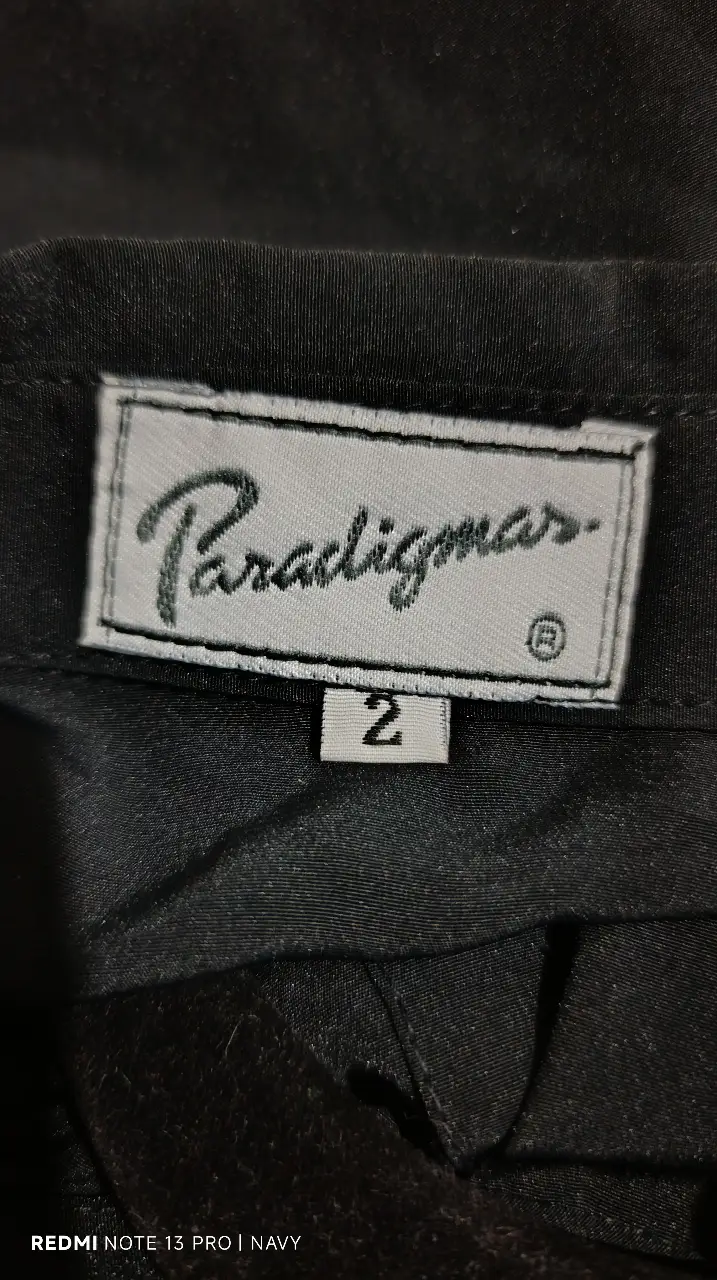 Paradigmas.
®
2
REDMI NOTE 13 PRO | NAVY